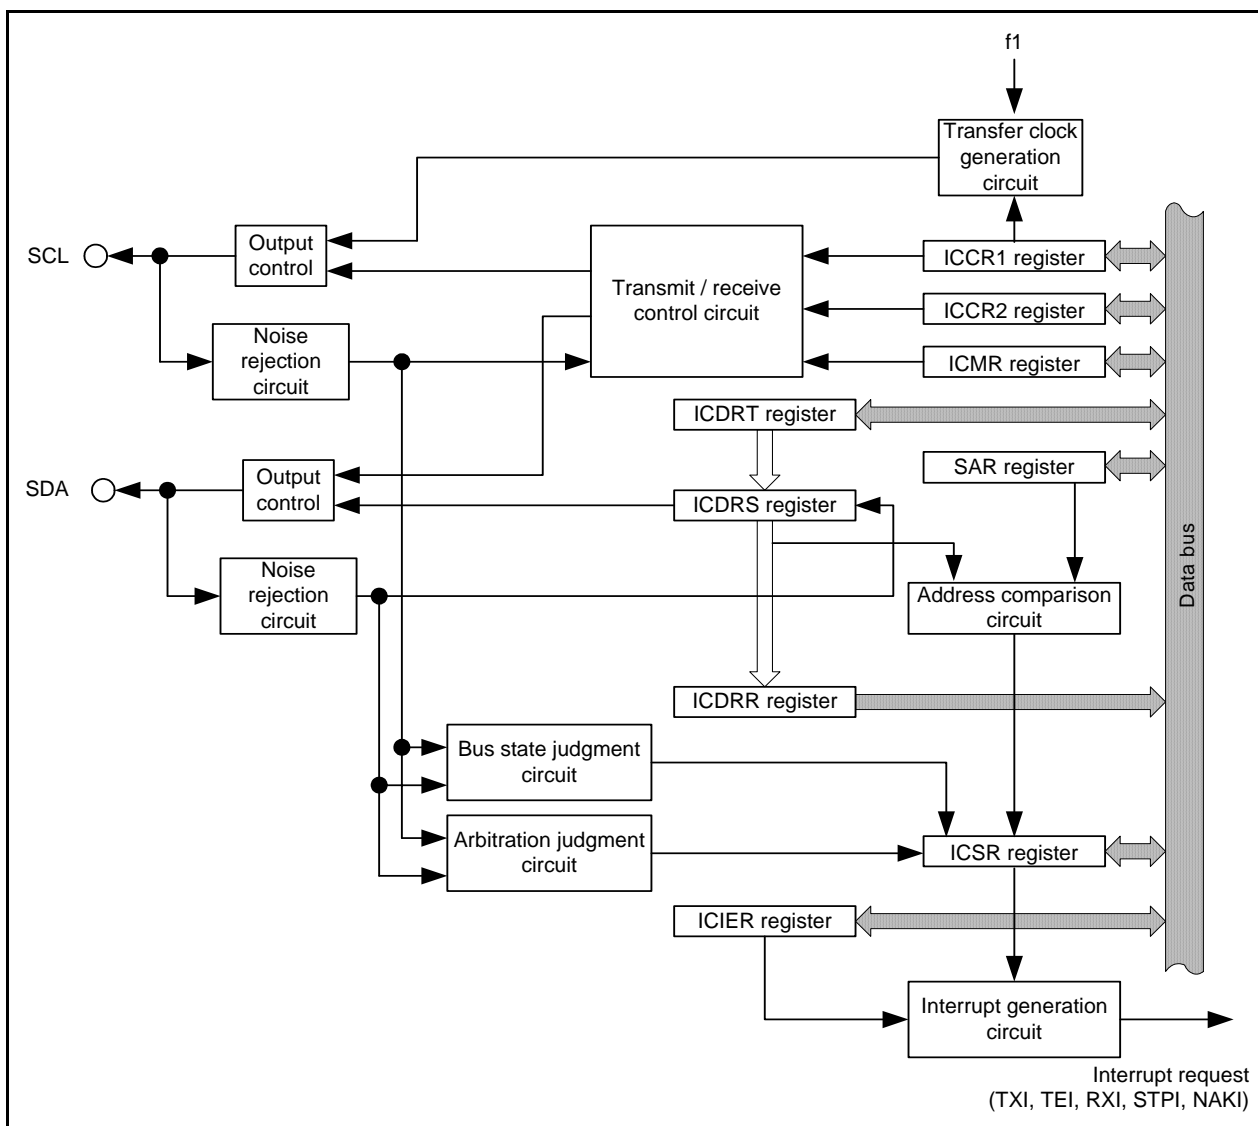 f1
Transfer clock
generation
circuit
SCL
Output
control
Transmit / receive
control circuit
ICCR1 register
ICCR2 register
ICMR register
Noise
rejection
circuit
ICDRT register
SAR register
SDA
Output
control
ICDRS register
Data bus
Noise
rejection
circuit
Address comparison
circuit
ICDRR register
Bus state judgment
circuit
Arbitration judgment
circuit
ICSR register
ICIER register
Interrupt generation
circuit
Interrupt request
(TXI, TEI, RXI, STPI, NAKI)